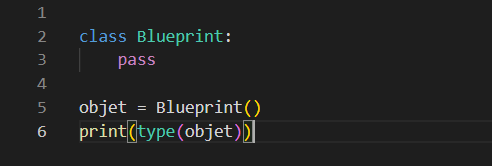 1
2 class Blueprint:
3     pass
4
5 objet = Blueprint()
6 print(type(objet))